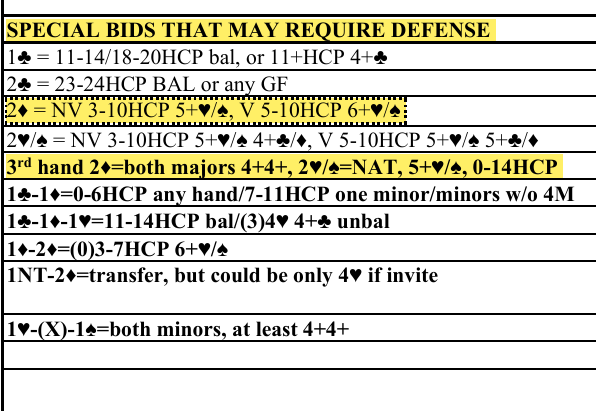 SPECIAL BIDS THAT MAY REQUIRE DEFENSE
1♣ = 11-14/18-20HCP bal, or 11+HCP 4+♣
2♣ = 23-24HCP BAL or any GF
2♦ = NV 3-10HCP 5+♥/♠, V 5-10HCP 6+♥/♠
2♥/♠ = NV 3-10HCP 5+♥/♠ 4+♣/♦, V 5-10HCP 5+♥/♠ 5+♣/♦
3rd hand 2♦=both majors 4+4+, 2♥/♠=NAT, 5+♥/♠, 0-14HCP
1♣-1♦=0-6HCP any hand/7-11HCP one minor/minors w/o 4M
1♣-1♦-1♥=11-14HCP bal/(3)4♥ 4+♣ unbal
1♦-2♦=(0)3-7HCP 6+♥/♠
1NT-2♦=transfer, but could be only 4♥ if invite
1♥-(X)-1♠=both minors, at least 4+4+